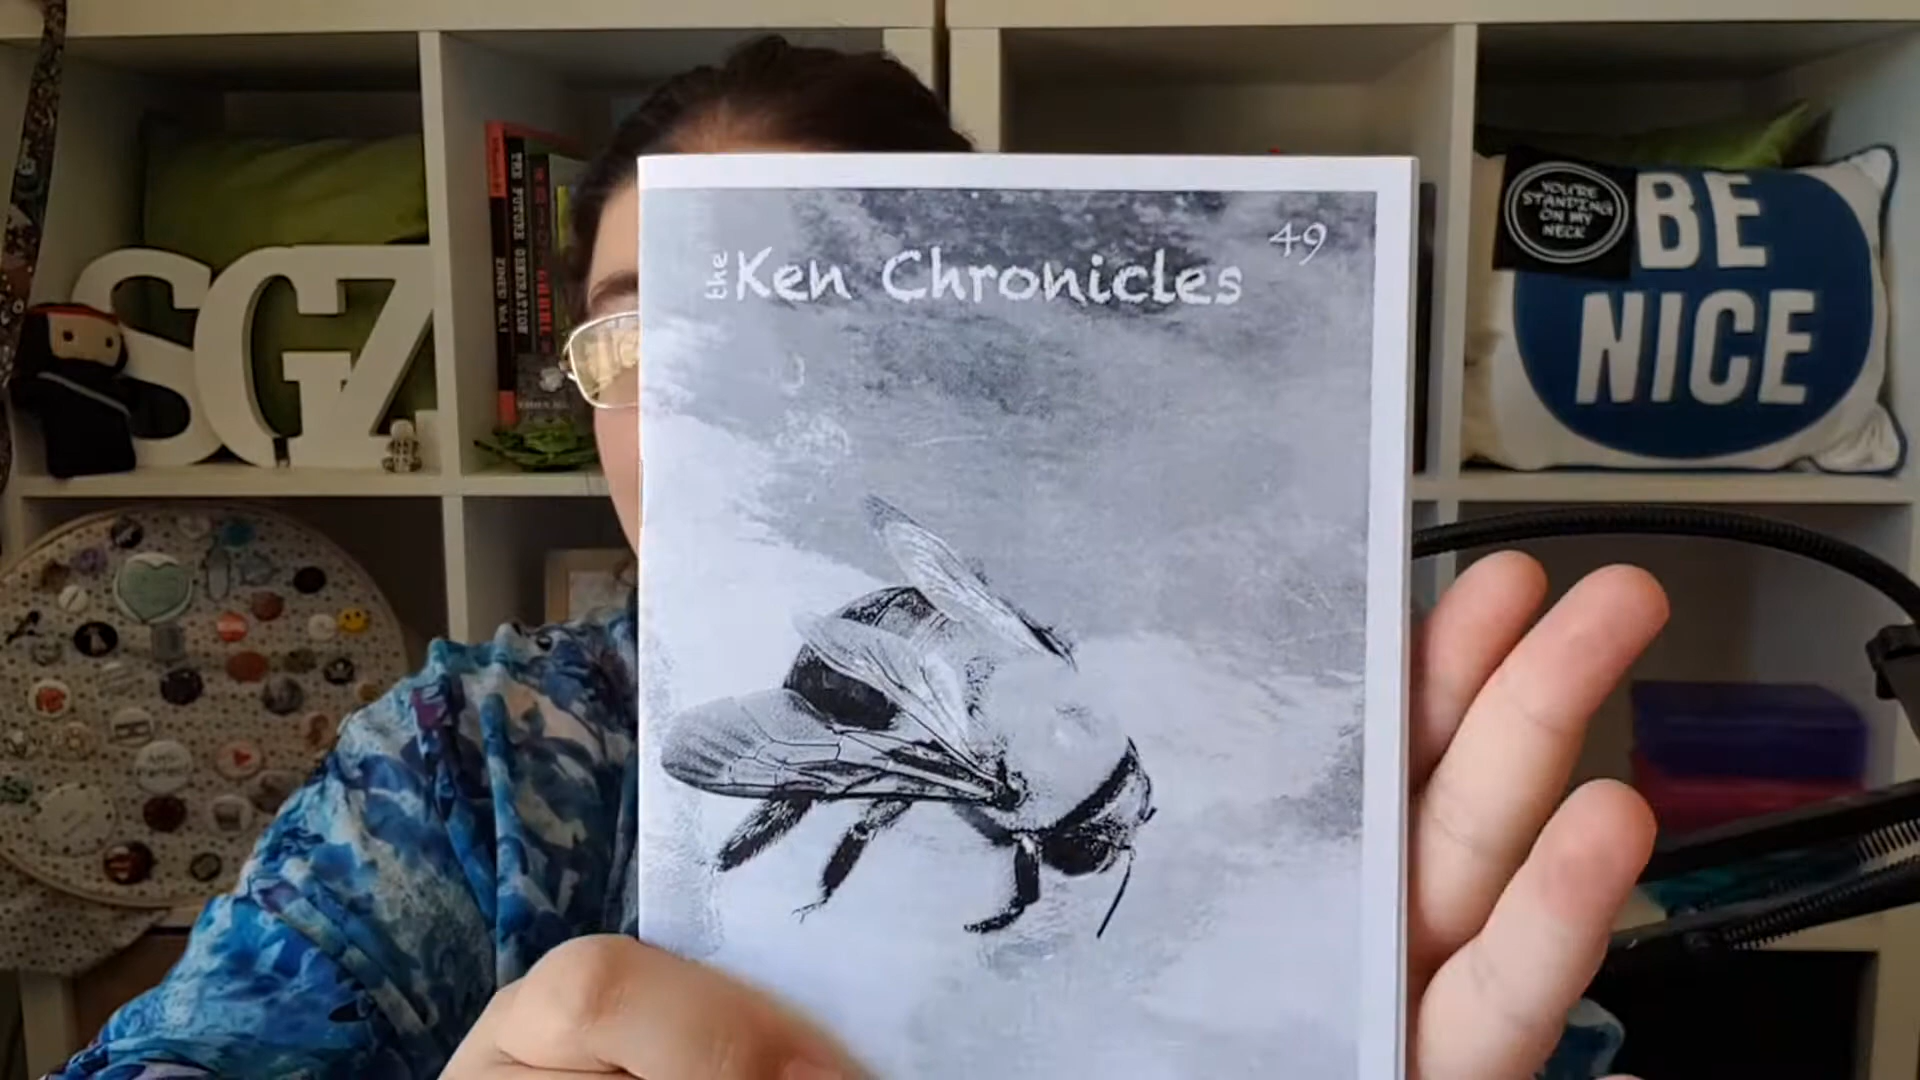 the Ken Chronicles
49
SGZ
THE FUTURE GENERATION
YOU'RE
STANDING
ON MY
NECK
BE
NICE